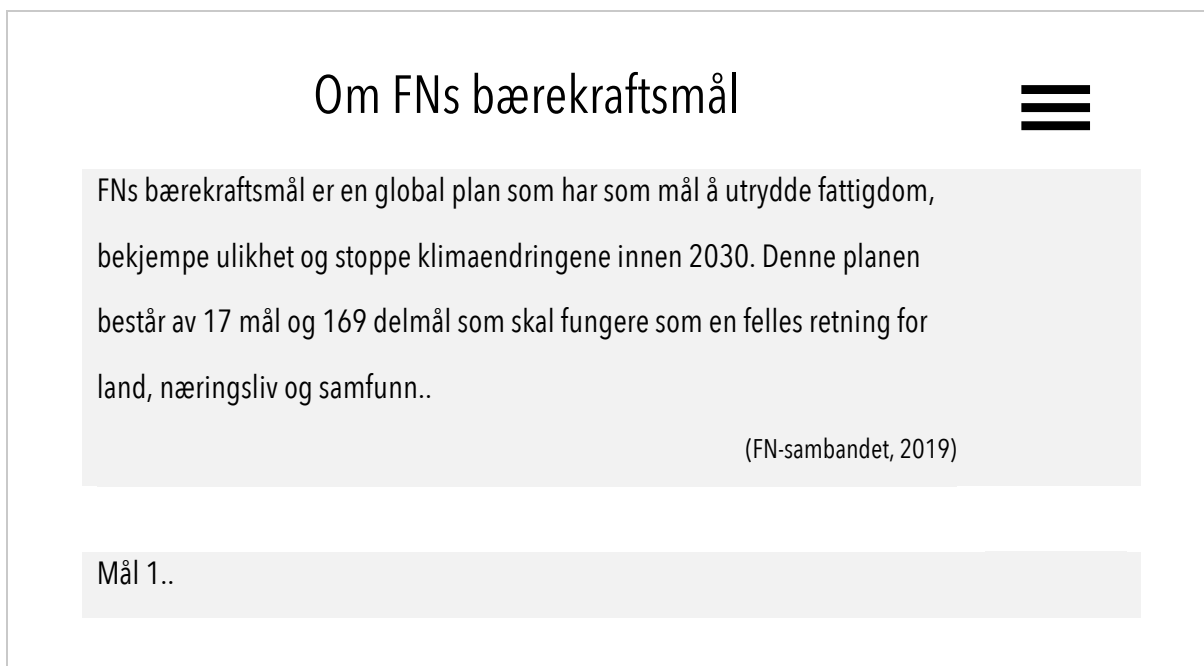 Om FNs bærekraftsmål
FNs bærekraftsmål er en global plan som har som mål å utrydde fattigdom,
bekjempe ulikhet og stoppe klimaendringene innen 2030. Denne planen
består av 17 mål og 169 delmål som skal fungere som en felles retning for
land, næringsliv og samfunn..
(FN-sambandet, 2019)
Mål 1..